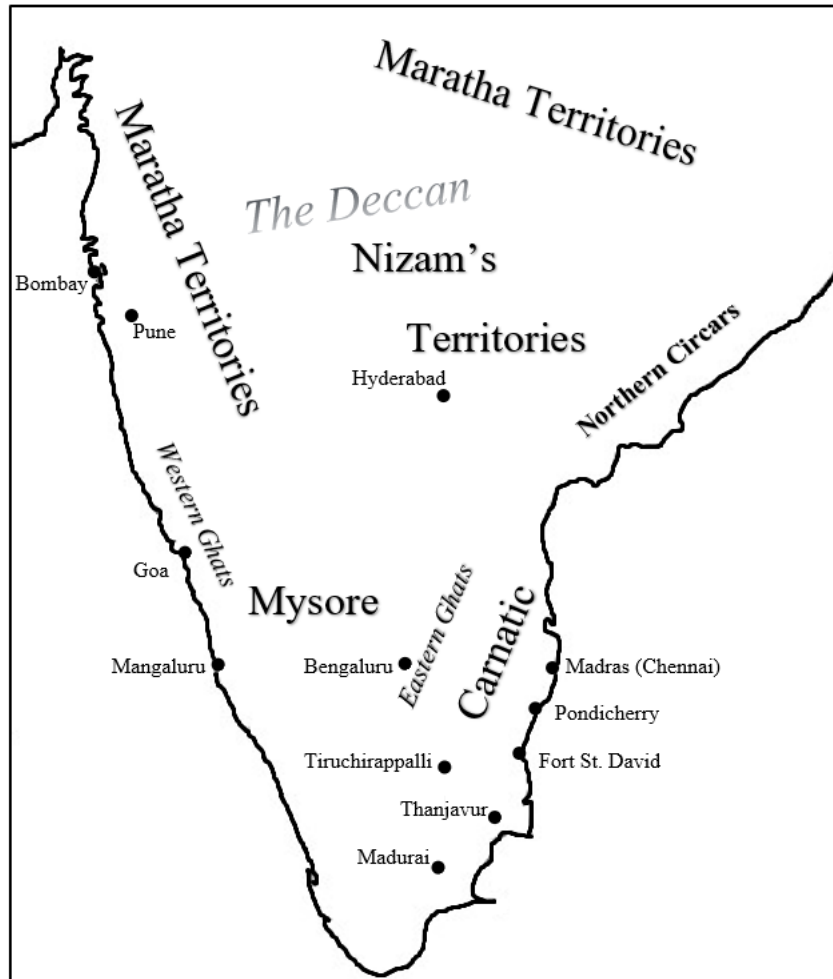 Maratha Territories
Maratha Territories
The Deccan
Nizam's
Territories
Bombay
Pune
Hyderabad
Northern Circars
Western Ghats
Goa
Mysore
Eastern Ghats
Carnatic
Mangaluru
Bengaluru
Madras (Chennai)
Pondicherry
Tiruchirappalli
Fort St. David
Thanjavur
Madurai